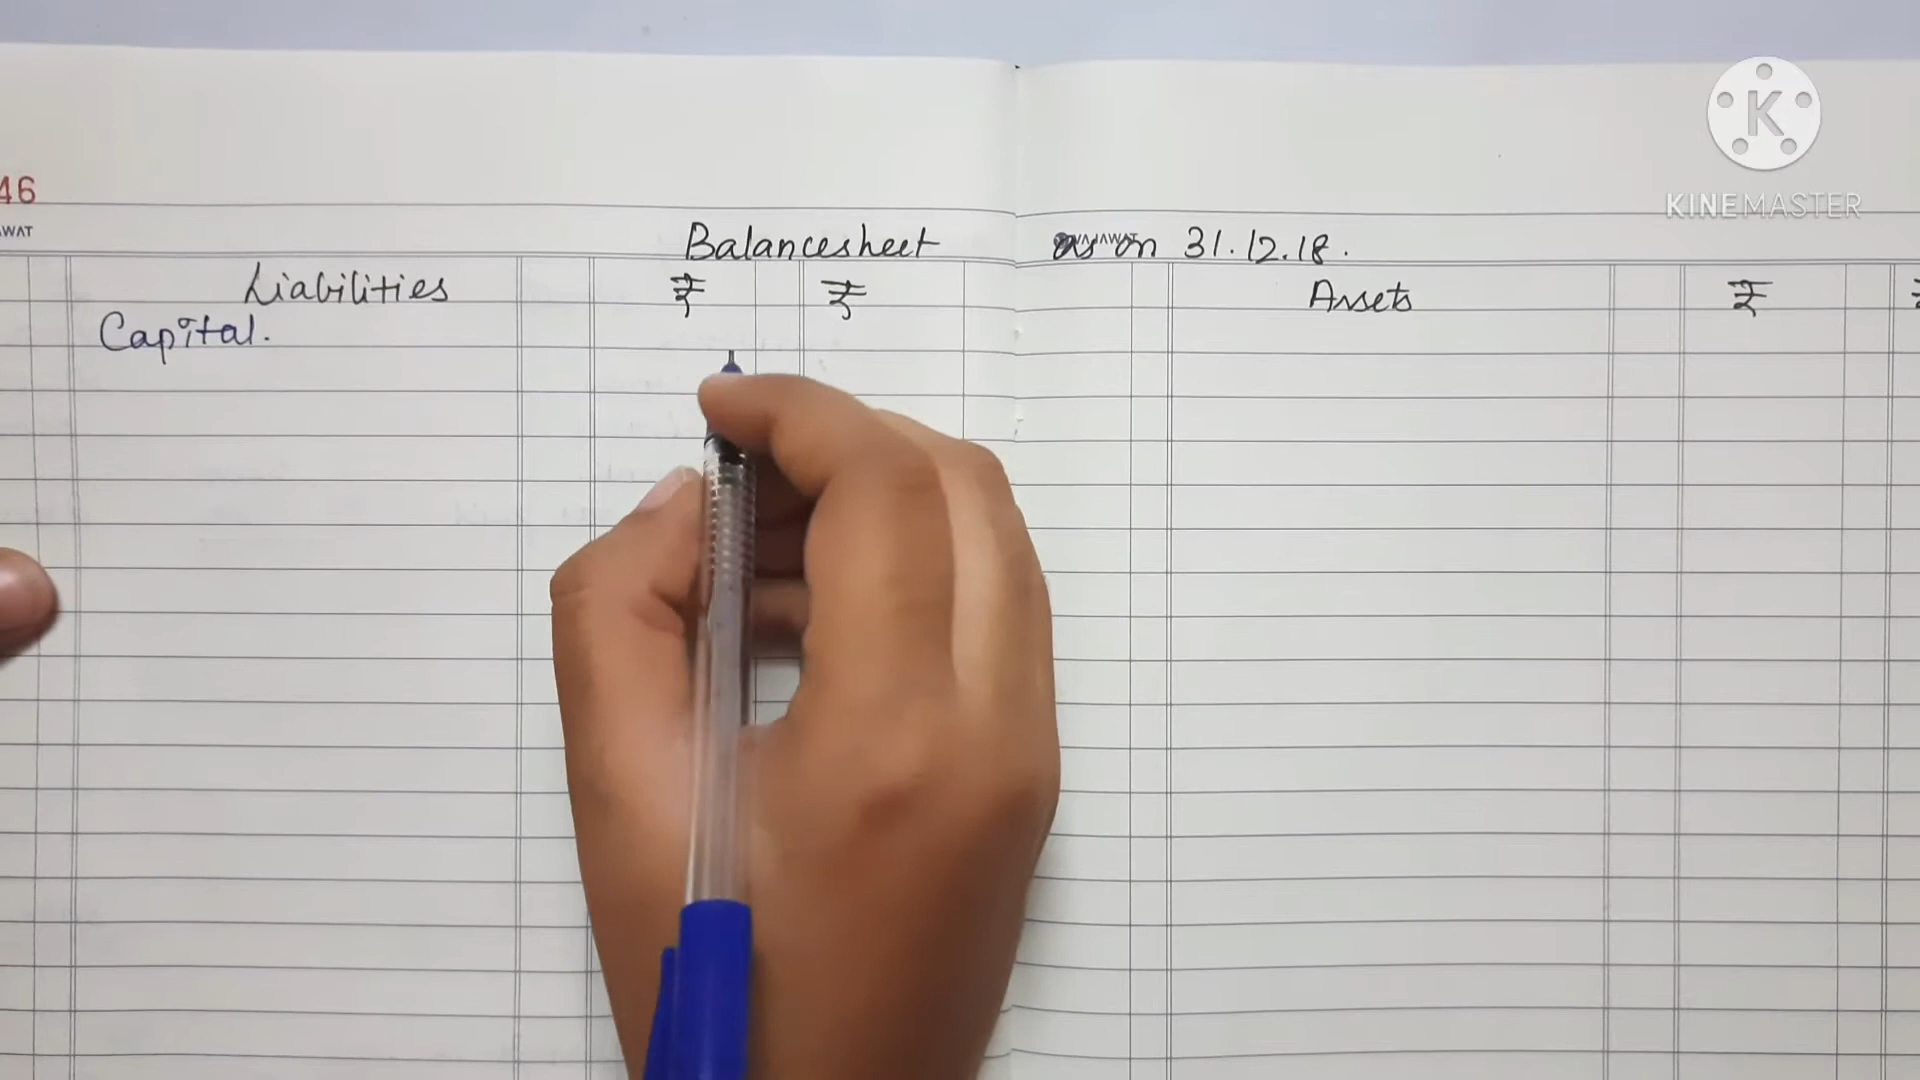 46
AWAT
K
KINEMASTER
Balancesheet as on 31.12.18.
Liabilities ₹ ₹ Assets ₹
Capital.